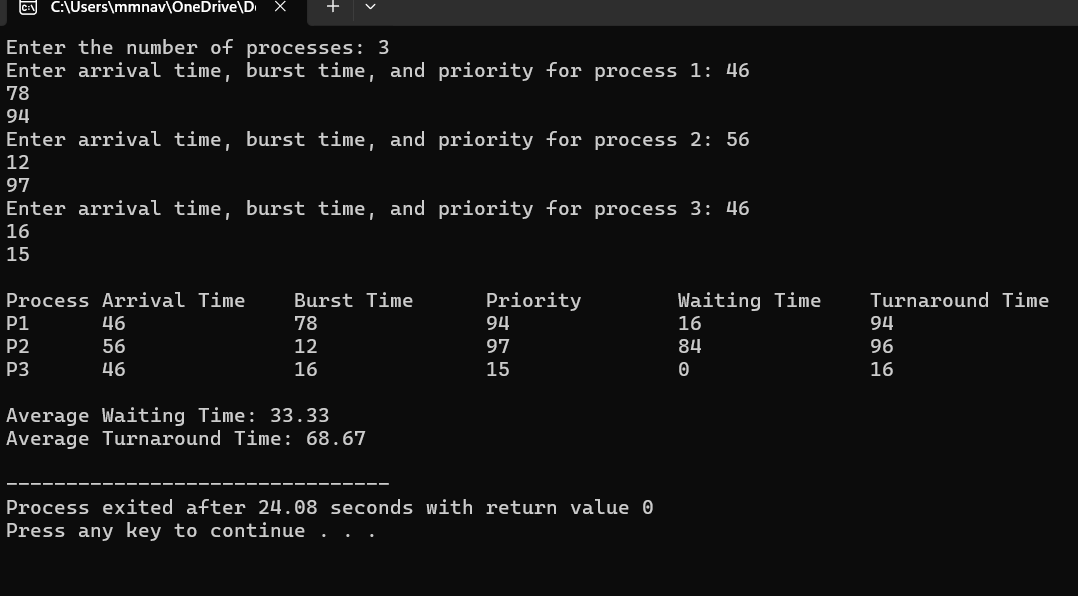 C:\Users\mmnav\OneDrive\D
Enter the number of processes: 3
Enter arrival time, burst time, and priority for process 1: 46
78
94
Enter arrival time, burst time, and priority for process 2: 56
12
97
Enter arrival time, burst time, and priority for process 3: 46
16
15
Process Arrival Time Burst Time Priority Waiting Time Turnaround Time
P1 46 78 94 16 94
P2 56 12 97 84 96
P3 46 16 15 0 16
Average Waiting Time: 33.33
Average Turnaround Time: 68.67
--------------------------------
Process exited after 24.08 seconds with return value 0
Press any key to continue . . .